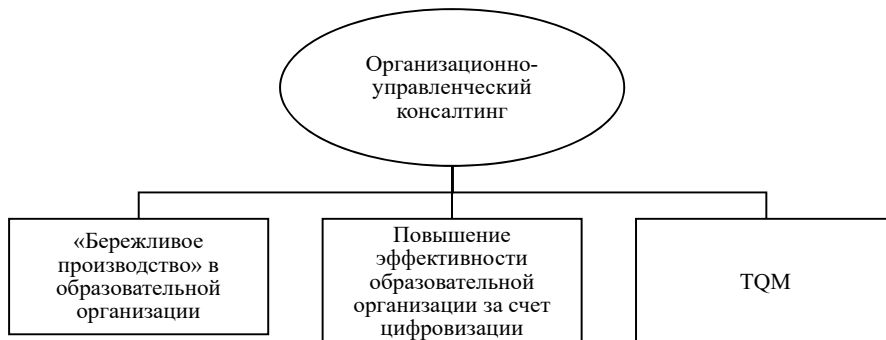 Организационно-
управленческий
консалтинг
«Бережливое
производство» в
образовательной
организации
Повышение
эффективности
образовательной
организации за счет
цифровизации
TQM